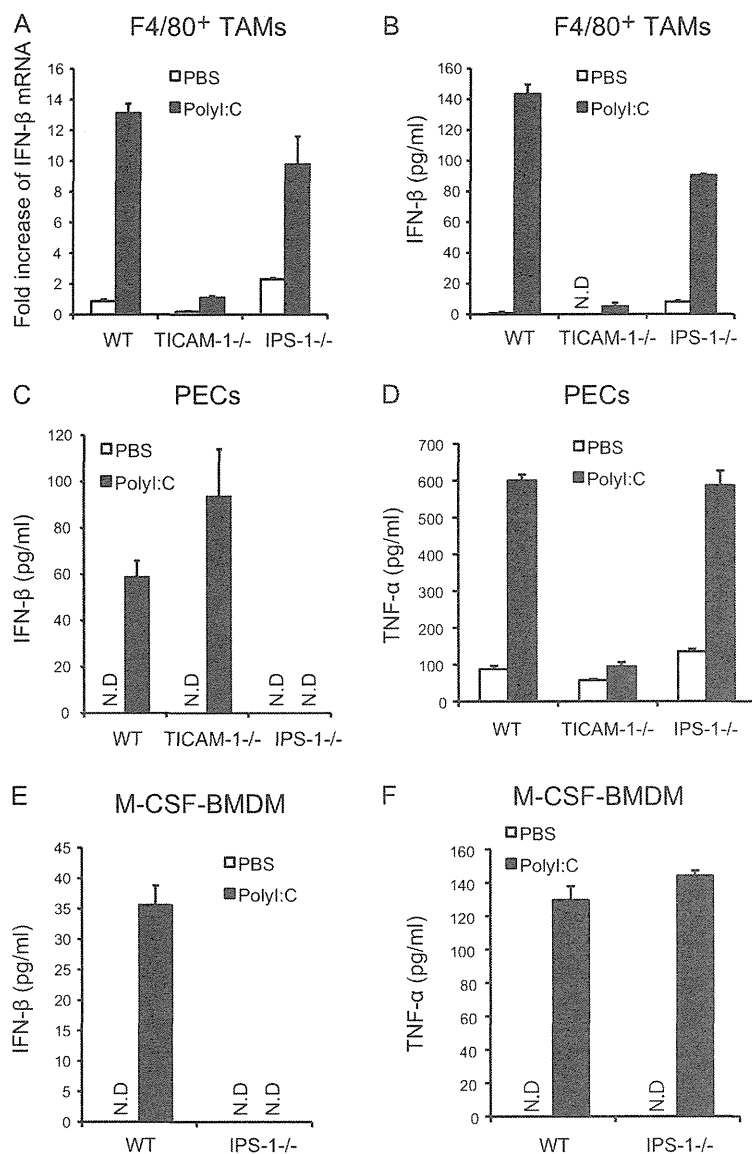 A
F4/80+ TAMs
Fold increase of IFN-β mRNA
16
14
12
10
8
6
4
2
0
PBS
PolyI:C
WT
TICAM-1-/-
IPS-1-/-
B
F4/80+ TAMs
IFN-β (pg/ml)
160
140
120
100
80
60
40
20
0
PBS
PolyI:C
N.D
WT
TICAM-1-/-
IPS-1-/-
C
PECs
IFN-β (pg/ml)
120
100
80
60
40
20
0
PBS
PolyI:C
N.D
N.D
N.D
N.D
WT
TICAM-1-/-
IPS-1-/-
D
PECs
TNF-α (pg/ml)
700
600
500
400
300
200
100
0
PBS
PolyI:C
WT
TICAM-1-/-
IPS-1-/-
E
M-CSF-BMDM
IFN-β (pg/ml)
45
40
35
30
25
20
15
10
5
0
PBS
PolyI:C
N.D
N.D
N.D
WT
IPS-1-/-
F
M-CSF-BMDM
TNF-α (pg/ml)
160
140
120
100
80
60
40
20
0
PBS
PolyI:C
N.D
N.D
WT
IPS-1-/-